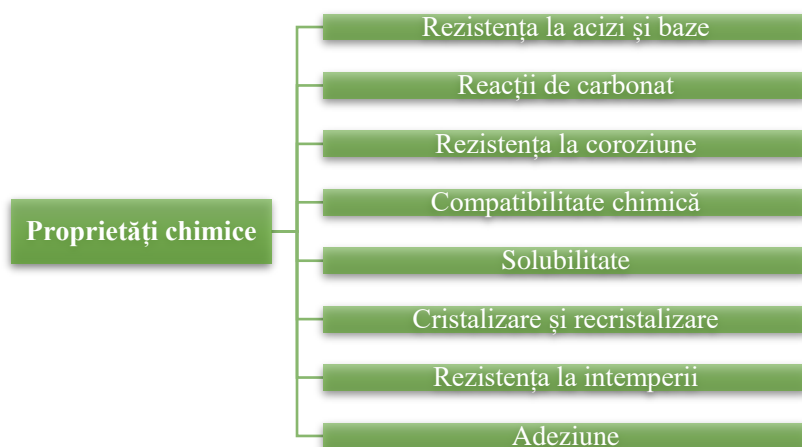 Rezistența la acizi și baze
Reacții de carbonat
Rezistența la coroziune
Compatibilitate chimică
Proprietăți chimice
Solubilitate
Cristalizare și recristalizare
Rezistența la intemperii
Adeziune